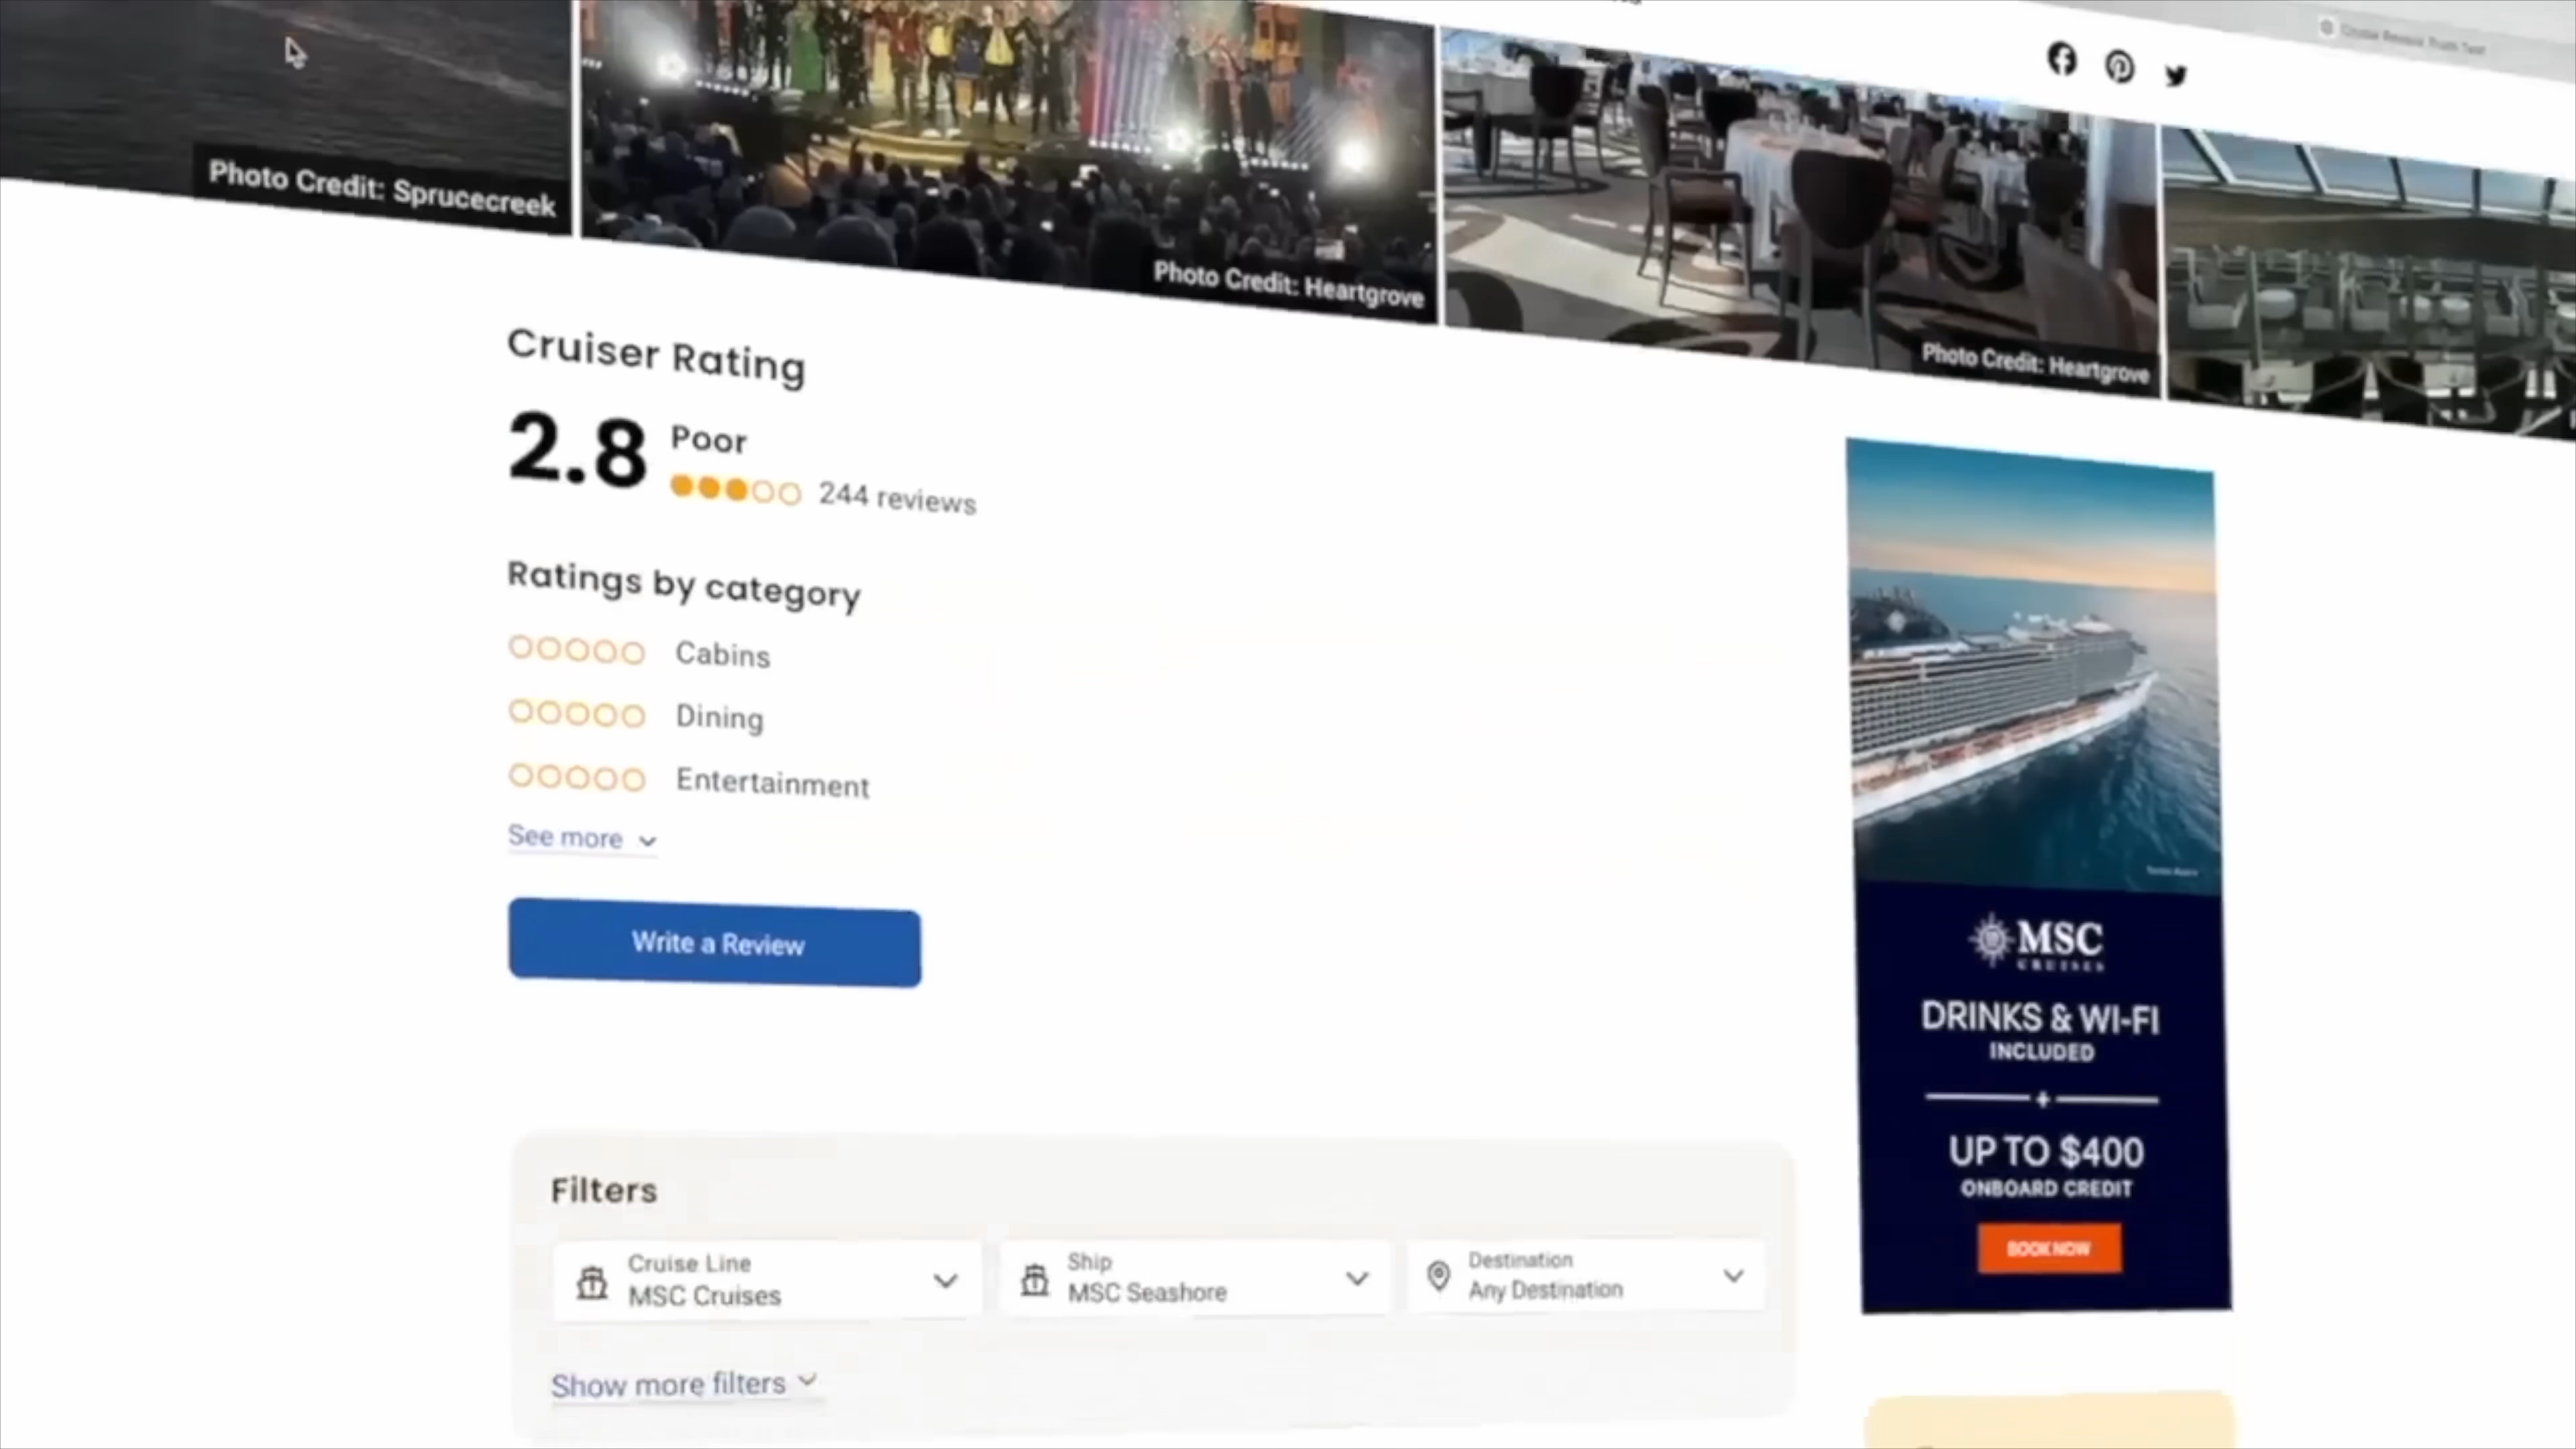 Photo Credit: Sprucecreek
Photo Credit: Heartgrove
Photo Credit: Heartgrove
Cruiser Rating
2.8
Poor
244 reviews
Ratings by category
Cabins
Dining
Entertainment
See more
Write a Review
MSC
CRUISES
DRINKS & WI-FI
INCLUDED
UP TO $400
ONBOARD CREDIT
BOOK NOW
Filters
Cruise Line
MSC Cruises
Ship
MSC Seashore
Destination
Any Destination
Show more filters